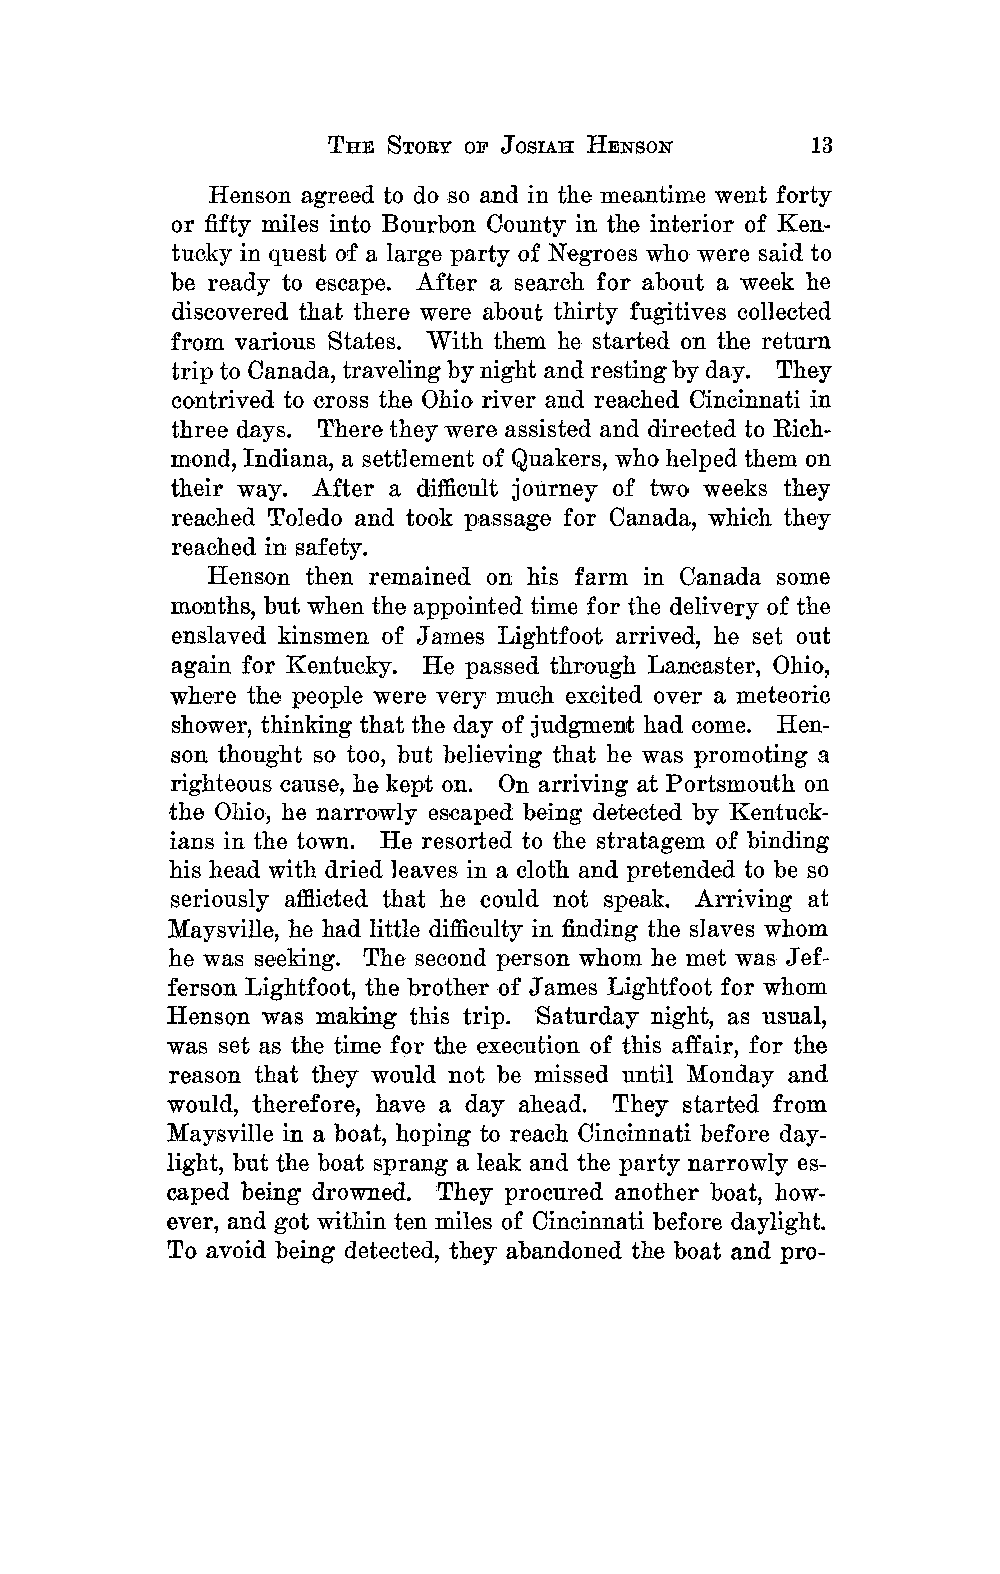 The Story of Josiah Henson 13
Henson agreed to do so and in the meantime went forty
or fifty miles into Bourbon County in the interior of Ken-
tucky in quest of a large party of Negroes who were said to
be ready to escape. After a search for about a week he
discovered that there were about thirty fugitives collected
from various States. With them he started on the return
trip to Canada, traveling by night and resting by day. They
contrived to cross the Ohio river and reached Cincinnati in
three days. There they were assisted and directed to Rich-
mond, Indiana, a settlement of Quakers, who helped them on
their way. After a difficult journey of two weeks they
reached Toledo and took passage for Canada, which they
reached in safety.
Henson then remained on his farm in Canada some
months, but when the appointed time for the delivery of the
enslaved kinsmen of James Lightfoot arrived, he set out
again for Kentucky. He passed through Lancaster, Ohio,
where the people were very much excited over a meteoric
shower, thinking that the day of judgment had come. Hen-
son thought so too, but believing that he was promoting a
righteous cause, he kept on. On arriving at Portsmouth on
the Ohio, he narrowly escaped being detected by Kentuck-
ians in the town. He resorted to the stratagem of binding
his head with dried leaves in a cloth and pretended to be so
seriously afflicted that he could not speak. Arriving at
Maysville, he had little difficulty in finding the slaves whom
he was seeking. The second person whom he met was Jef-
ferson Lightfoot, the brother of James Lightfoot for whom
Henson was making this trip. Saturday night, as usual,
was set as the time for the execution of this affair, for the
reason that they would not be missed until Monday and
would, therefore, have a day ahead. They started from
Maysville in a boat, hoping to reach Cincinnati before day-
light, but the boat sprang a leak and the party narrowly es-
caped being drowned. They procured another boat, how-
ever, and got within ten miles of Cincinnati before daylight.
To avoid being detected, they abandoned the boat and pro-